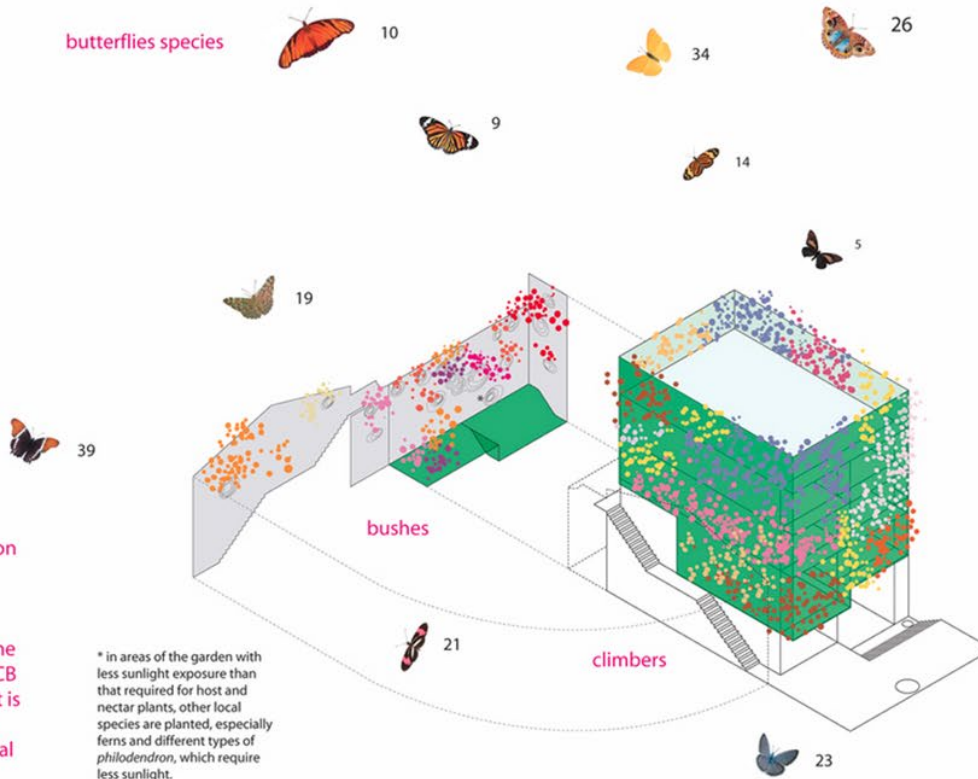 butterflies species
10
34
26
9
14
5
19
39
on
bushes
ne
CB
t is
al
21
climbers
* in areas of the garden with
less sunlight exposure than
that required for host and
nectar plants, other local
species are planted, especially
ferns and different types of
philodendron, which require
less sunlight.
23